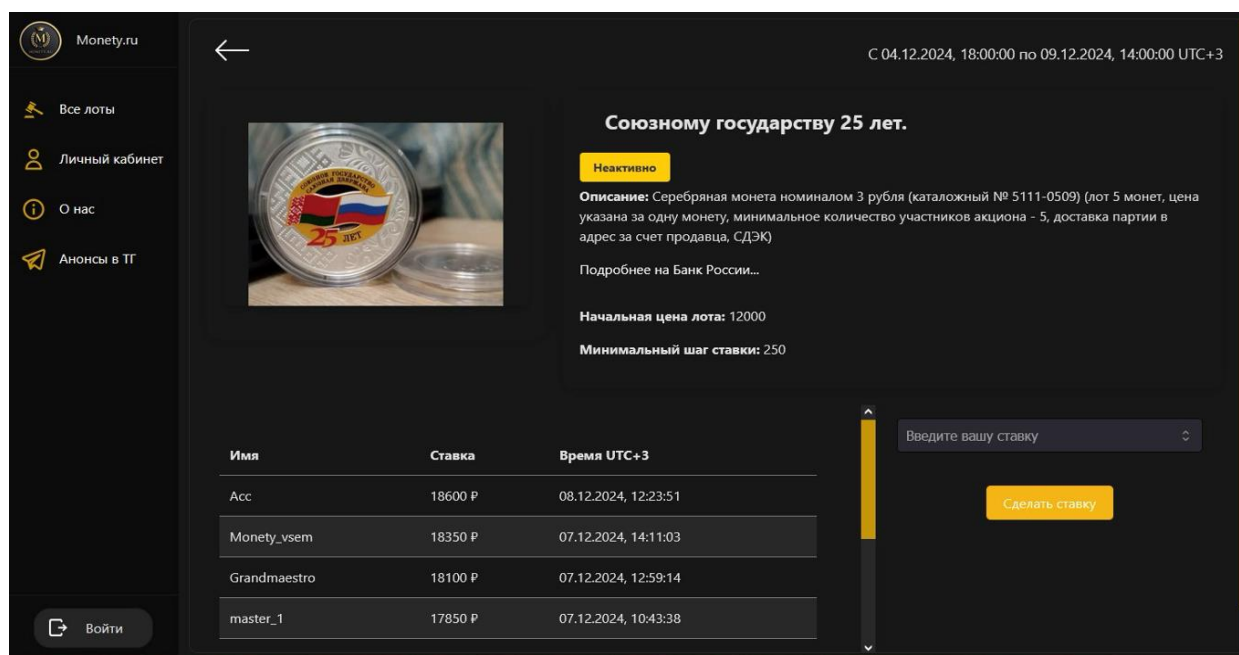 Monety.ru
С 04.12.2024, 18:00:00 по 09.12.2024, 14:00:00 UTC+3
Все лоты
Личный кабинет
О нас
Анонсы в ТГ
СОЮЗНОЕ ГОСУДАРСТВО
25 ЛЕТ
Союзному государству 25 лет.
Неактивно
Описание: Серебряная монета номиналом 3 рубля (каталожный № 5111-0509) (лот 5 монет, цена
указана за одну монету, минимальное количество участников акциона - 5, доставка партии в
адрес за счет продавца, СДЭК)
Подробнее на Банк России...
Начальная цена лота: 12000
Минимальный шаг ставки: 250
Имя Ставка Время UTC+3
Acc 18600 ₽ 08.12.2024, 12:23:51
Monety_vsem 18350 ₽ 07.12.2024, 14:11:03
Grandmaestro 18100 ₽ 07.12.2024, 12:59:14
master_1 17850 ₽ 07.12.2024, 10:43:38
Введите вашу ставку
Сделать ставку
Войти